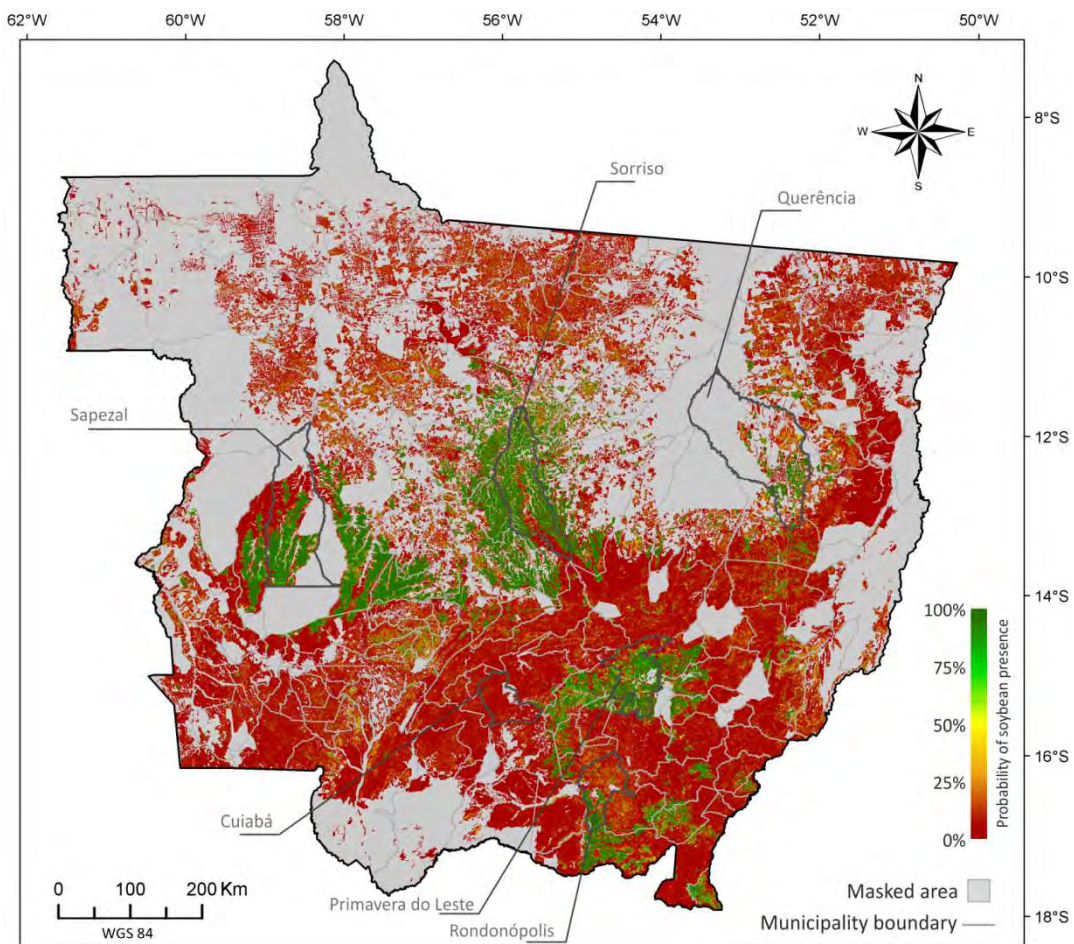 62°W 60°W 58°W 56°W 54°W 52°W 50°W
N
W E
S
8°S
Sorriso
Querência
10°S
Sapezal
12°S
14°S
100%
75%
50%
25%
0%
Probability of soybean presence
16°S
Cuiabá
0 100 200 Km
WGS 84
Primavera do Leste
Rondonópolis
Masked area
Municipality boundary
18°S